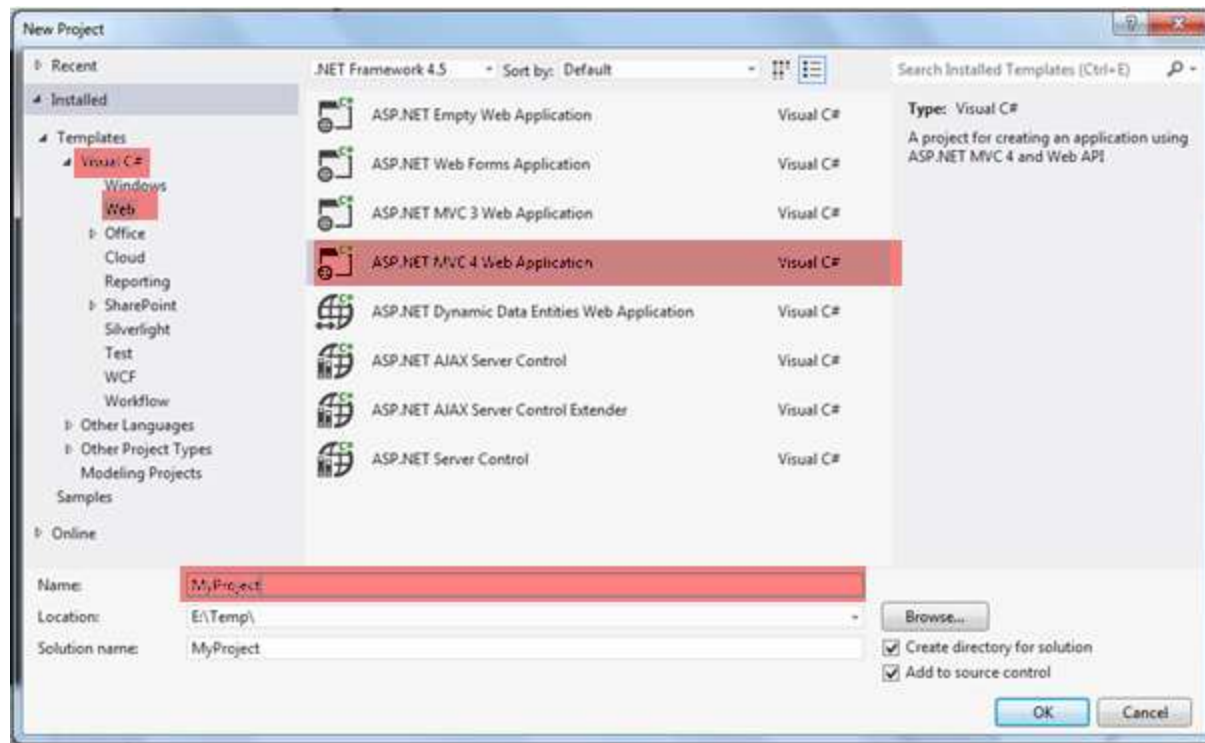 New Project
Recent
.NET Framework 4.5 Sort by: Default
Search Installed Templates (Ctrl+E)
Installed
Templates
Visual C#
Windows
Web
Office
Cloud
Reporting
SharePoint
Silverlight
Test
WCF
Workflow
Other Languages
Other Project Types
Modeling Projects
Samples
Online
ASP.NET Empty Web Application Visual C#
ASP.NET Web Forms Application Visual C#
ASP.NET MVC 3 Web Application Visual C#
ASP.NET MVC 4 Web Application Visual C#
ASP.NET Dynamic Data Entities Web Application Visual C#
ASP.NET AJAX Server Control Visual C#
ASP.NET AJAX Server Control Extender Visual C#
ASP.NET Server Control Visual C#
Type: Visual C#
A project for creating an application using
ASP.NET MVC 4 and Web API
Name: MyProject
Location: E:\Temp\
Browse...
Solution name: MyProject
Create directory for solution
Add to source control
OK Cancel